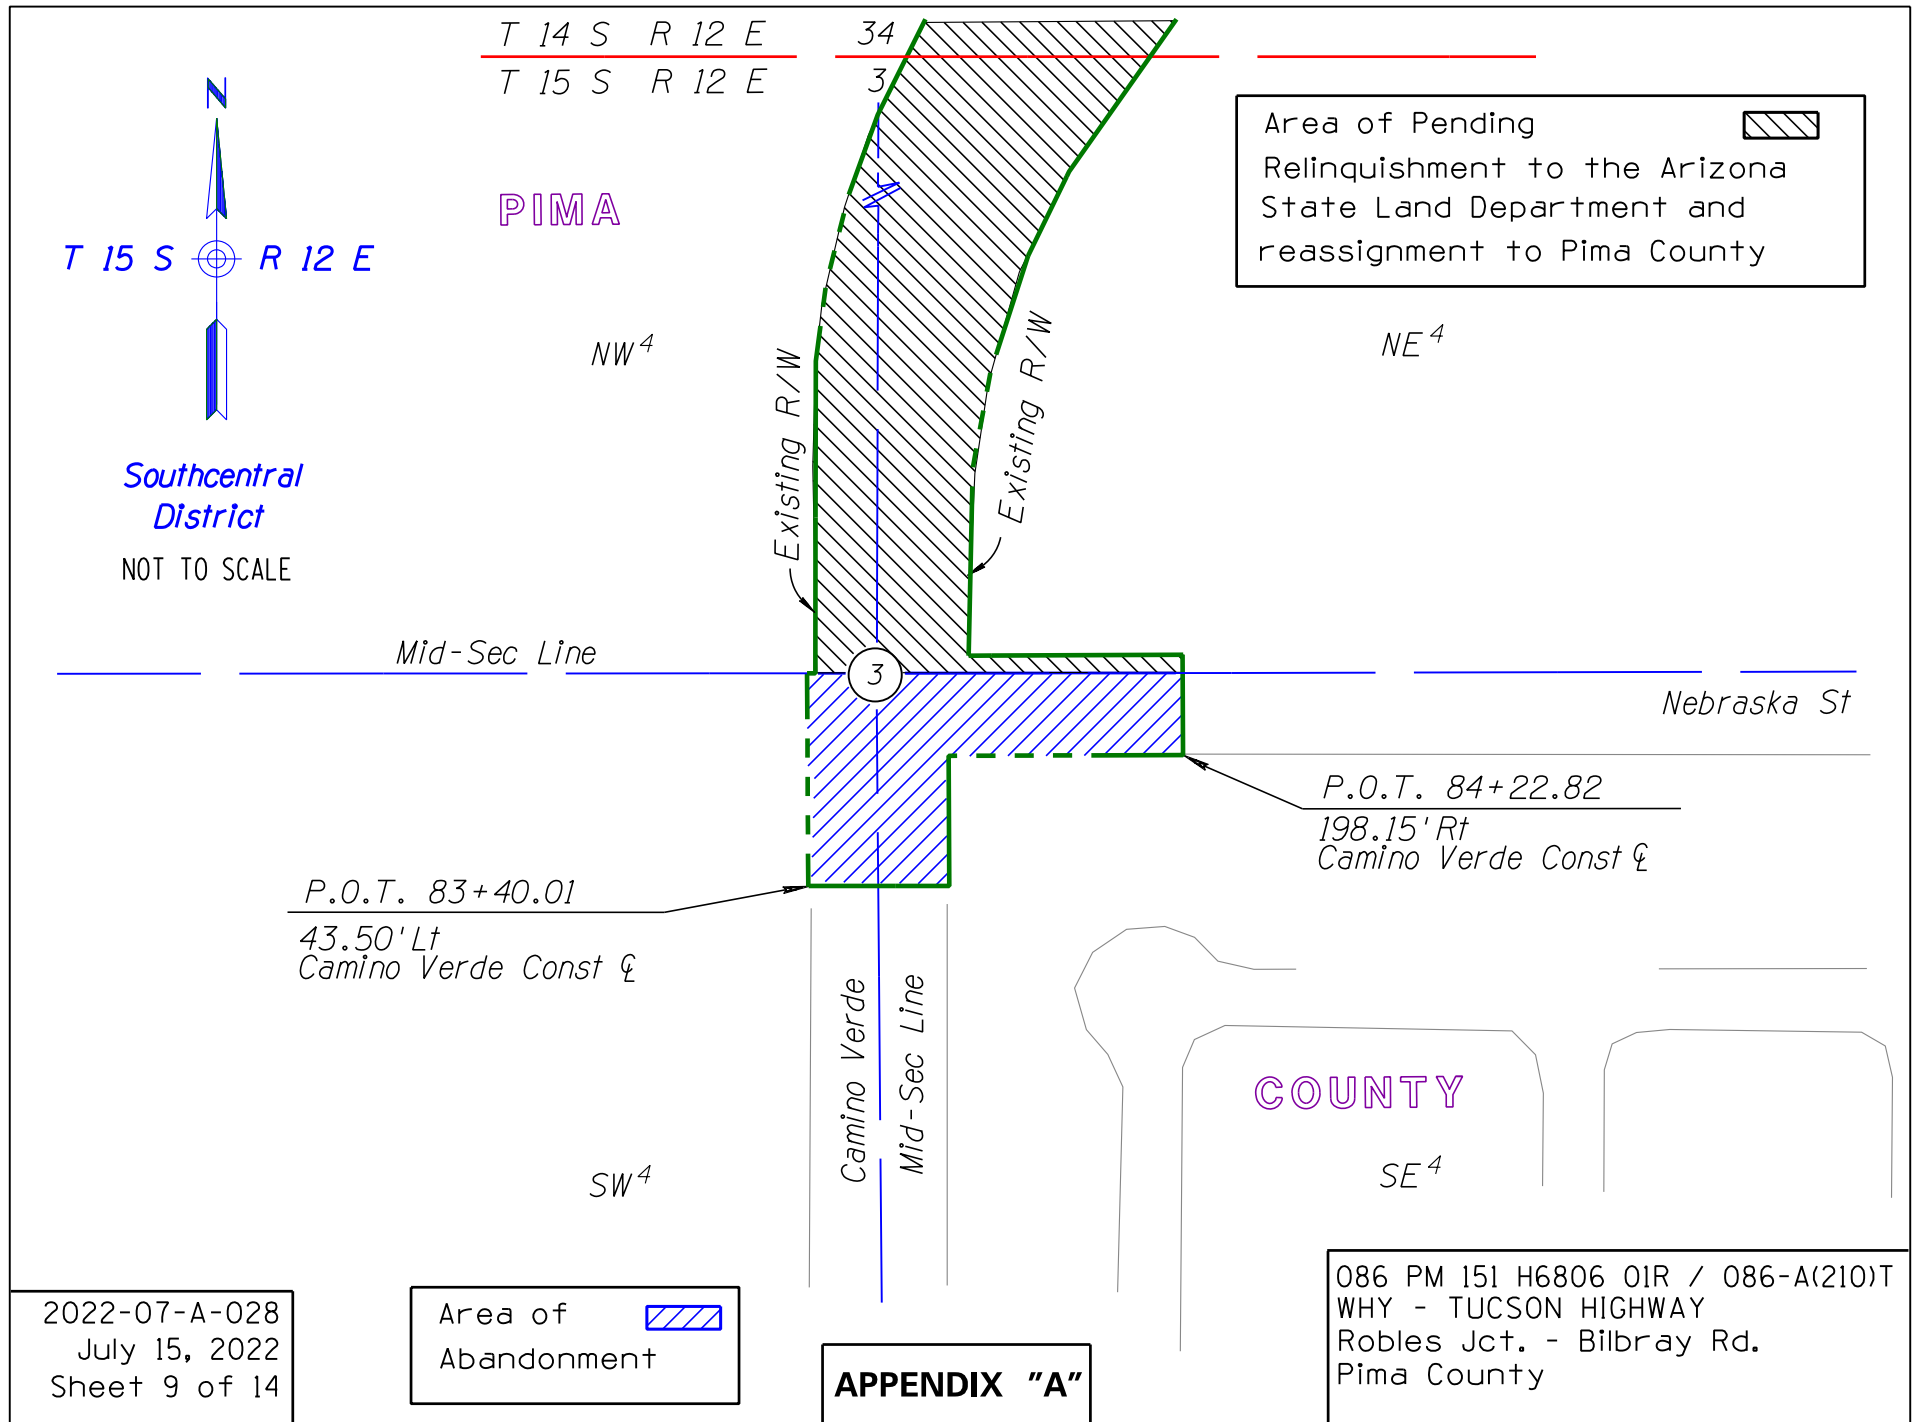 T 14 S R 12 E 34
T 15 S R 12 E 3
N
T 15 S R 12 E
Southcentral
District
NOT TO SCALE
PIMA
Area of Pending
Relinquishment to the Arizona
State Land Department and
reassignment to Pima County
NW 4
NE 4
Existing R/W
Existing R/W
Mid-Sec Line
3
Nebraska St
P.O.T. 84+22.82
198.15' Rt
Camino Verde Const ℄
P.O.T. 83+40.01
43.50' Lt
Camino Verde Const ℄
Camino Verde
Mid-Sec Line
COUNTY
SW 4
SE 4
2022-07-A-028
July 15, 2022
Sheet 9 of 14
Area of
Abandonment
APPENDIX "A"
086 PM 151 H6806 01R / 086-A(210)T
WHY - TUCSON HIGHWAY
Robles Jct. - Bilbray Rd.
Pima County